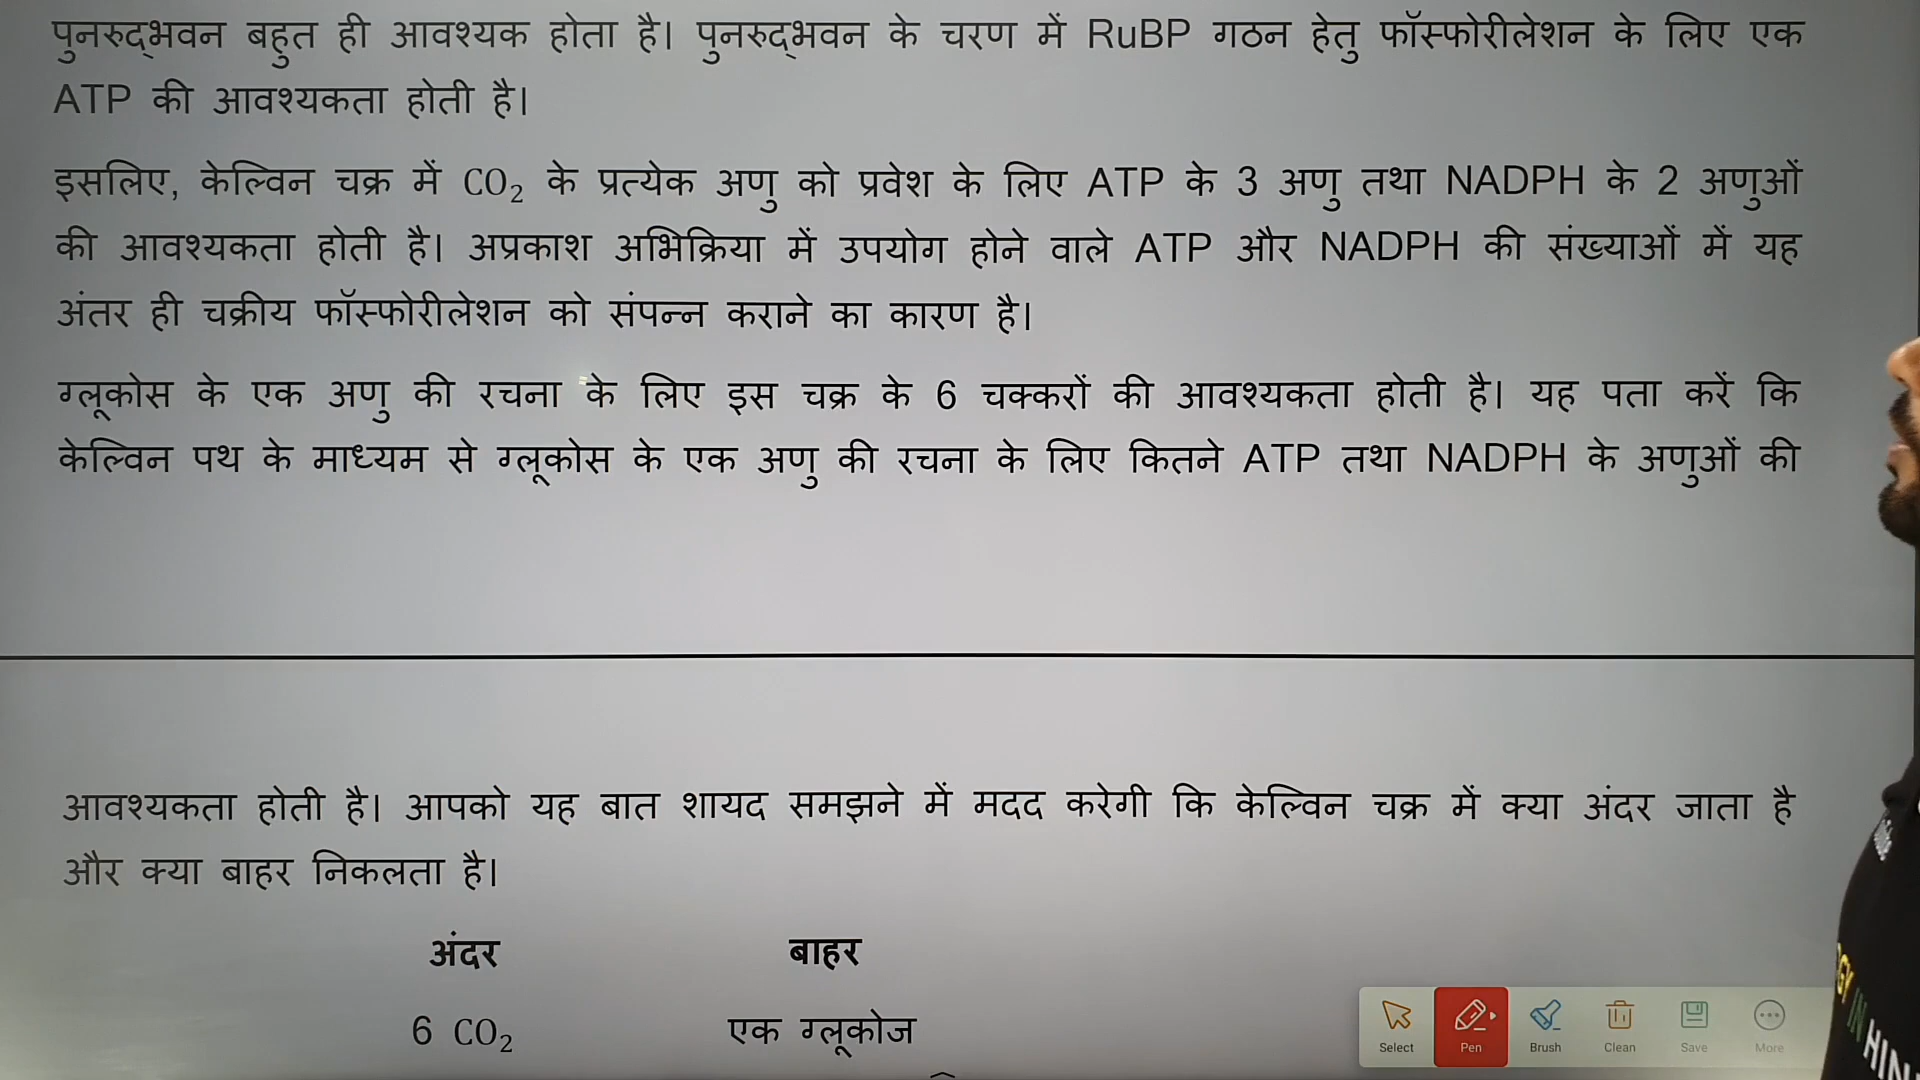 पुनरुद्भवन बहुत ही आवश्यक होता है। पुनरुद्भवन के चरण में RuBP गठन हेतु फॉस्फोरीलेशन के लिए एक
ATP की आवश्यकता होती है।
इसलिए, केल्विन चक्र में CO₂ के प्रत्येक अणु को प्रवेश के लिए ATP के 3 अणु तथा NADPH के 2 अणुओं
की आवश्यकता होती है। अप्रकाश अभिक्रिया में उपयोग होने वाले ATP और NADPH की संख्याओं में यह
अंतर ही चक्रीय फॉस्फोरीलेशन को संपन्न कराने का कारण है।
ग्लूकोस के एक अणु की रचना के लिए इस चक्र के 6 चक्करों की आवश्यकता होती है। यह पता करें कि
केल्विन पथ के माध्यम से ग्लूकोस के एक अणु की रचना के लिए कितने ATP तथा NADPH के अणुओं की
आवश्यकता होती है। आपको यह बात शायद समझने में मदद करेगी कि केल्विन चक्र में क्या अंदर जाता है
और क्या बाहर निकलता है।
अंदर बाहर
6 CO₂ एक ग्लूकोज
Select Pen Brush Clean Save More
IN